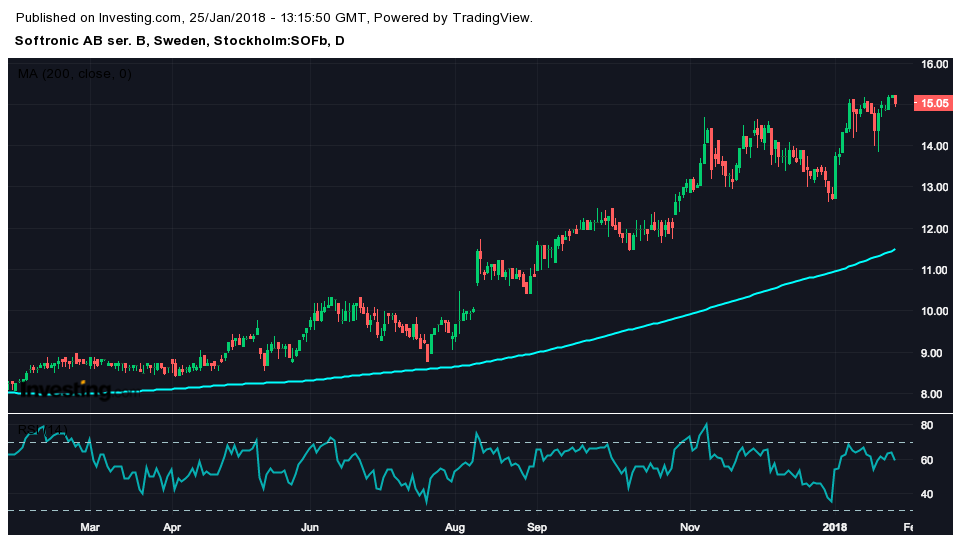 Published on Investing.com, 25/Jan/2018 - 13:15:50 GMT, Powered by TradingView.
Softronic AB ser. B, Sweden, Stockholm:SOFb, D
MA (200, close, 0)
16.00
15.05
14.00
13.00
12.00
11.00
10.00
9.00
8.00
Investing
RSI (14)
80
60
40
Mar Apr Jun Aug Sep Nov 2018 Fe